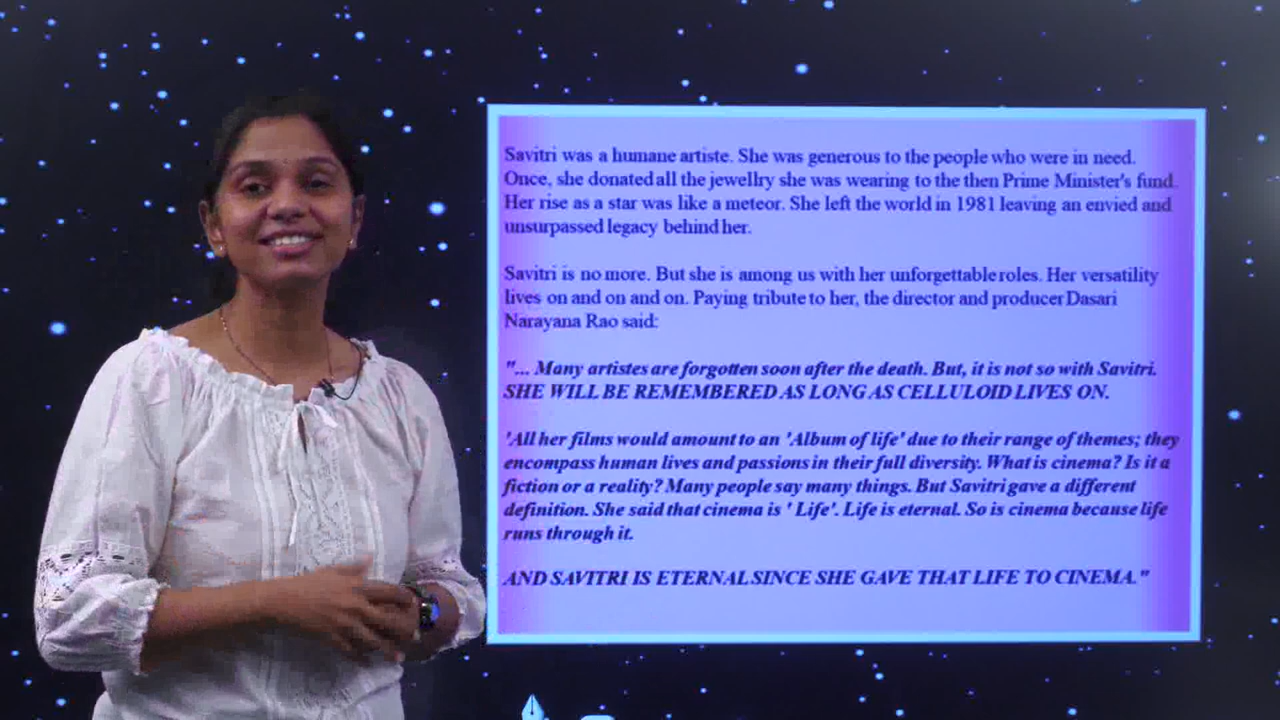 Savitri was a humane artiste. She was generous to the people who were in need.
Once, she donated all the jewellry she was wearing to the then Prime Minister's fund.
Her rise as a star was like a meteor. She left the world in 1981 leaving an envied and
unsurpassed legacy behind her.
Savitri is no more. But she is among us with her unforgettable roles. Her versatility
lives on and on and on. Paying tribute to her, the director and producer Dasari
Narayana Rao said:
"... Many artistes are forgotten soon after the death. But, it is not so with Savitri.
SHE WILL BE REMEMBERED AS LONG AS CELLULOID LIVES ON.
'All her films would amount to an 'Album of life' due to their range of themes; they
encompass human lives and passions in their full diversity. What is cinema? Is it a
fiction or a reality? Many people say many things. But Savitri gave a different
definition. She said that cinema is ' Life'. Life is eternal. So is cinema because life
runs through it.
AND SAVITRI IS ETERNAL SINCE SHE GAVE THAT LIFE TO CINEMA."